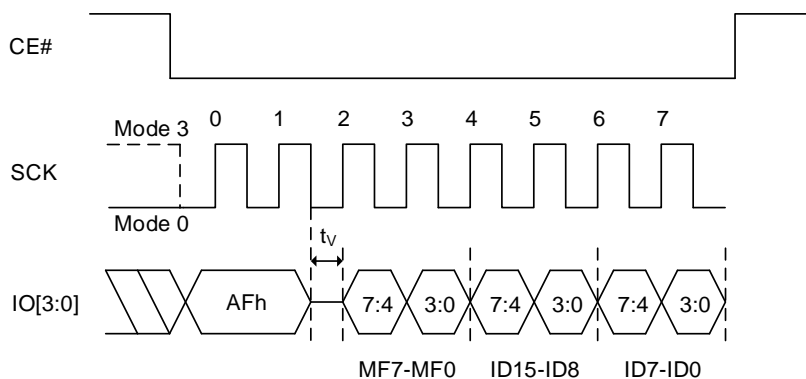 CE#
0 1 2 3 4 5 6 7
Mode 3
SCK
Mode 0
tV
IO[3:0] AFh 7:4 3:0 7:4 3:0 7:4 3:0
MF7-MF0 ID15-ID8 ID7-ID0